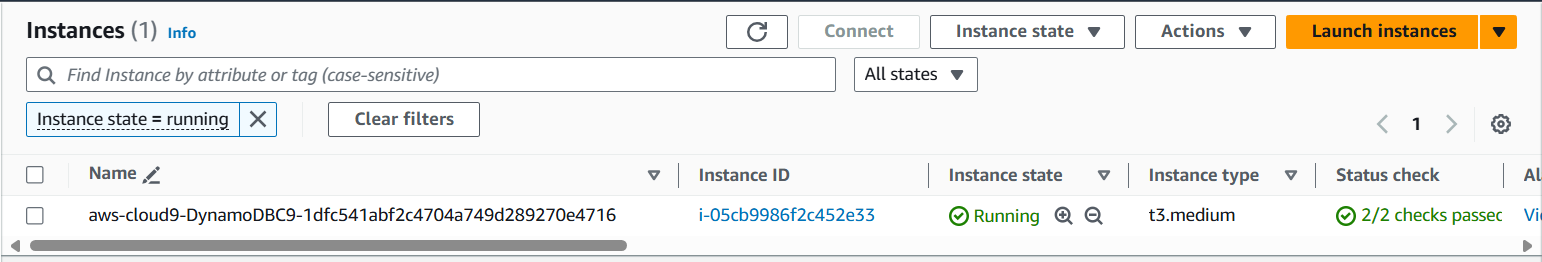 Instances (1) Info
Connect Instance state Actions Launch instances
Find Instance by attribute or tag (case-sensitive) All states
Instance state = running Clear filters
1
Name Instance ID Instance state Instance type Status check Al
aws-cloud9-DynamoDBC9-1dfc541abf2c4704a749d289270e4716 i-05cb9986f2c452e33 Running t3.medium 2/2 checks passec Vi